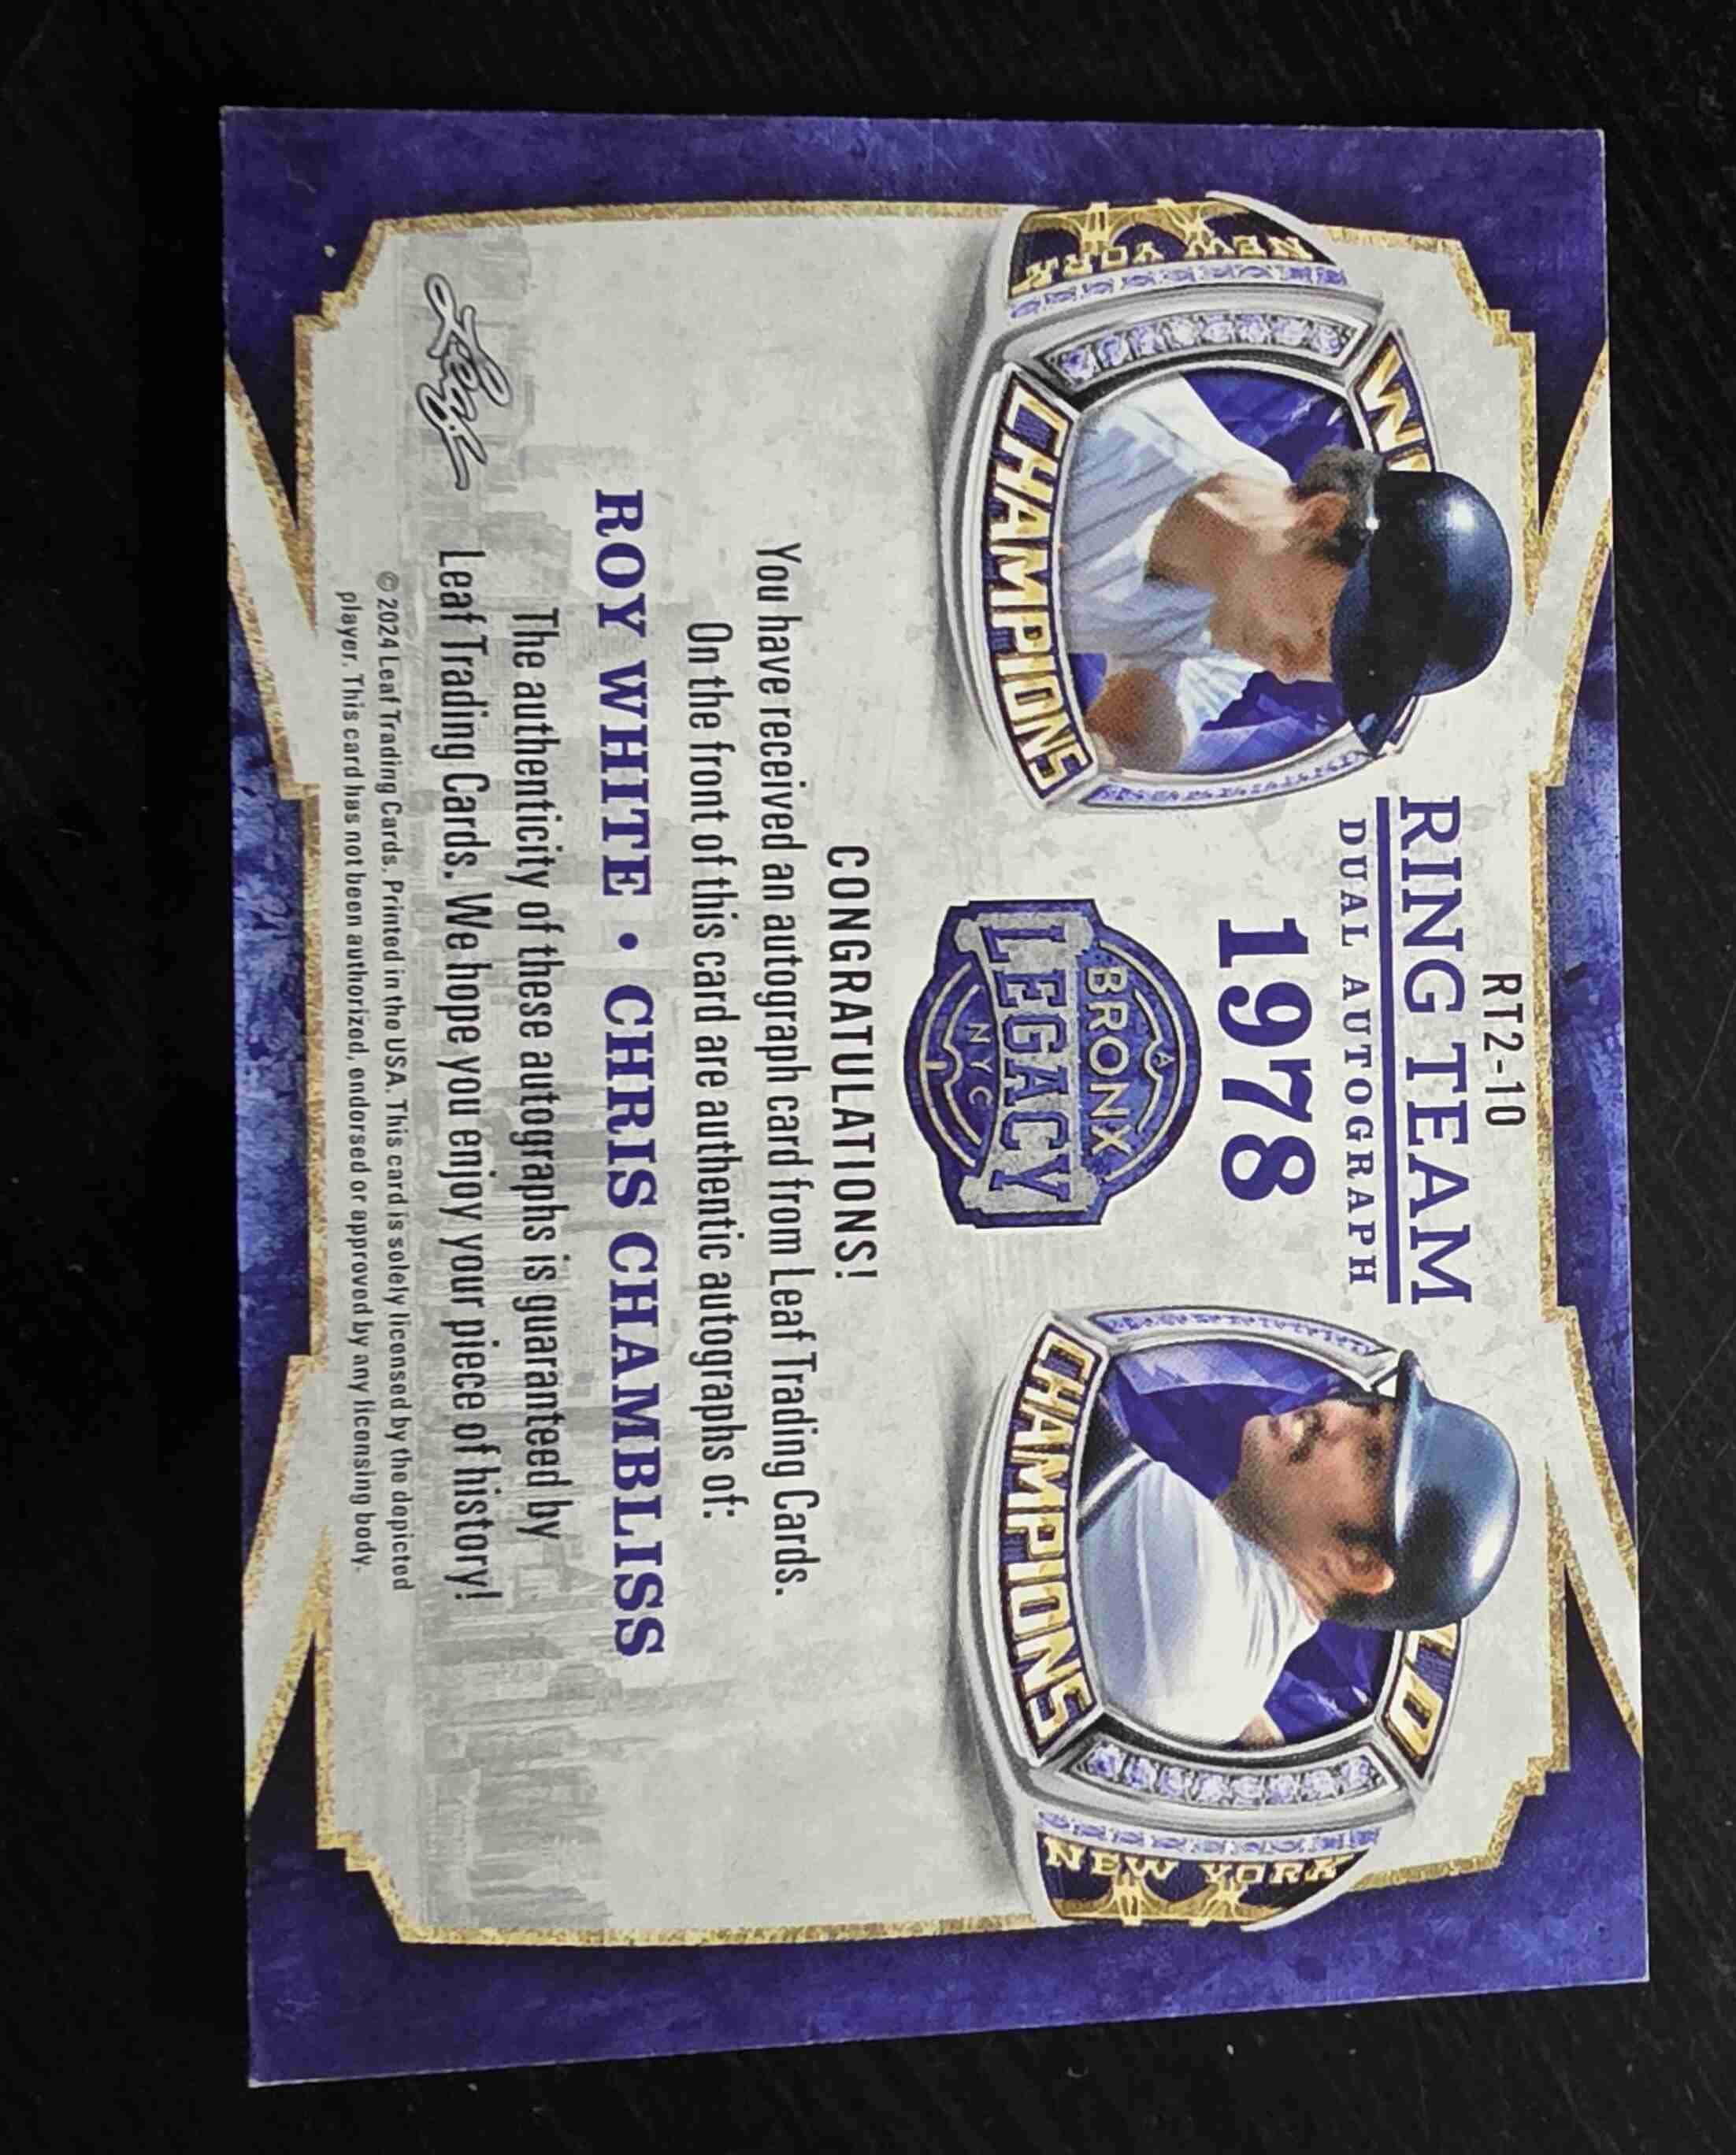 RT2-10
RING TEAM
DUAL AUTOGRAPH
1978
CHAMPIONS
NEW YORK
A
BRONX
LEGACY
NYC
CHAMPIONS
NEW YORK
CONGRATULATIONS!
You have received an autograph card from Leaf Trading Cards.
On the front of this card are authentic autographs of:
ROY WHITE • CHRIS CHAMBLISS
The authenticity of these autographs is guaranteed by
Leaf Trading Cards. We hope you enjoy your piece of history!
Leaf
©2024 Leaf Trading Cards. Printed in the USA. This card is solely licensed by the depicted
player. This card has not been authorized, endorsed or approved by any licensing body.